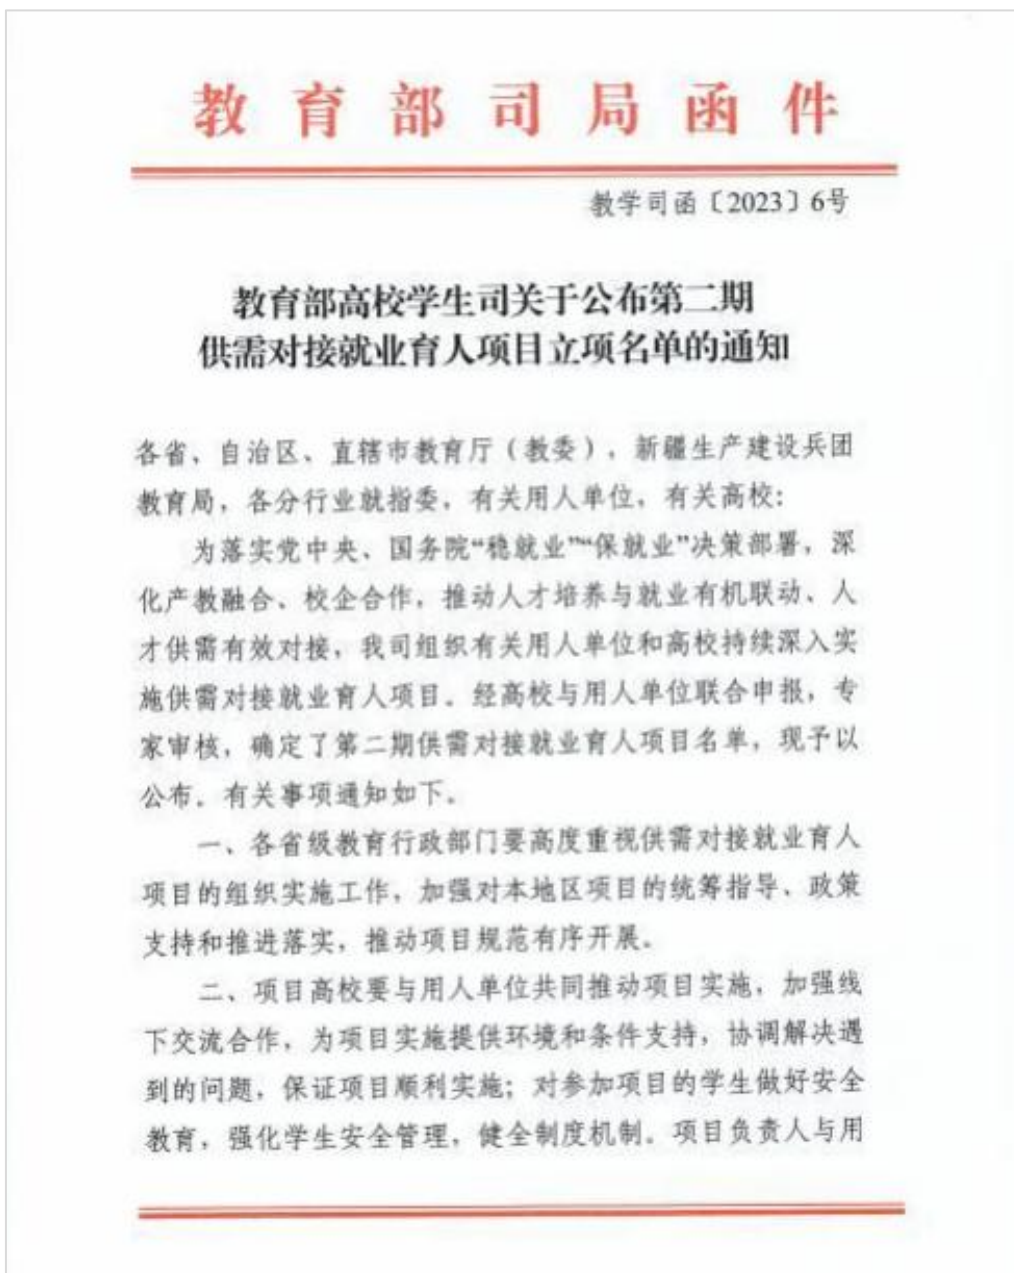 教育部司局函件
教学司函〔2023〕6号
教育部高校学生司关于公布第二期
供需对接就业育人项目立项名单的通知
各省、自治区、直辖市教育厅（教委），新疆生产建设兵团
教育局，各分行业就指委，有关用人单位，有关高校：
为落实党中央、国务院“稳就业”“保就业”决策部署，深
化产教融合、校企合作，推动人才培养与就业有机联动、人
才供需有效对接，我司组织有关用人单位和高校持续深入实
施供需对接就业育人项目。经高校与用人单位联合申报，专
家审核，确定了第二期供需对接就业育人项目名单，现予以
公布。有关事项通知如下。
一、各省级教育行政部门要高度重视供需对接就业育人
项目的组织实施工作，加强对本地区项目的统筹指导、政策
支持和推进落实，推动项目规范有序开展。
二、项目高校要与用人单位共同推动项目实施，加强线
下交流合作，为项目实施提供环境和条件支持，协调解决遇
到的问题，保证项目顺利实施；对参加项目的学生做好安全
教育，强化学生安全管理，健全制度机制。项目负责人与用